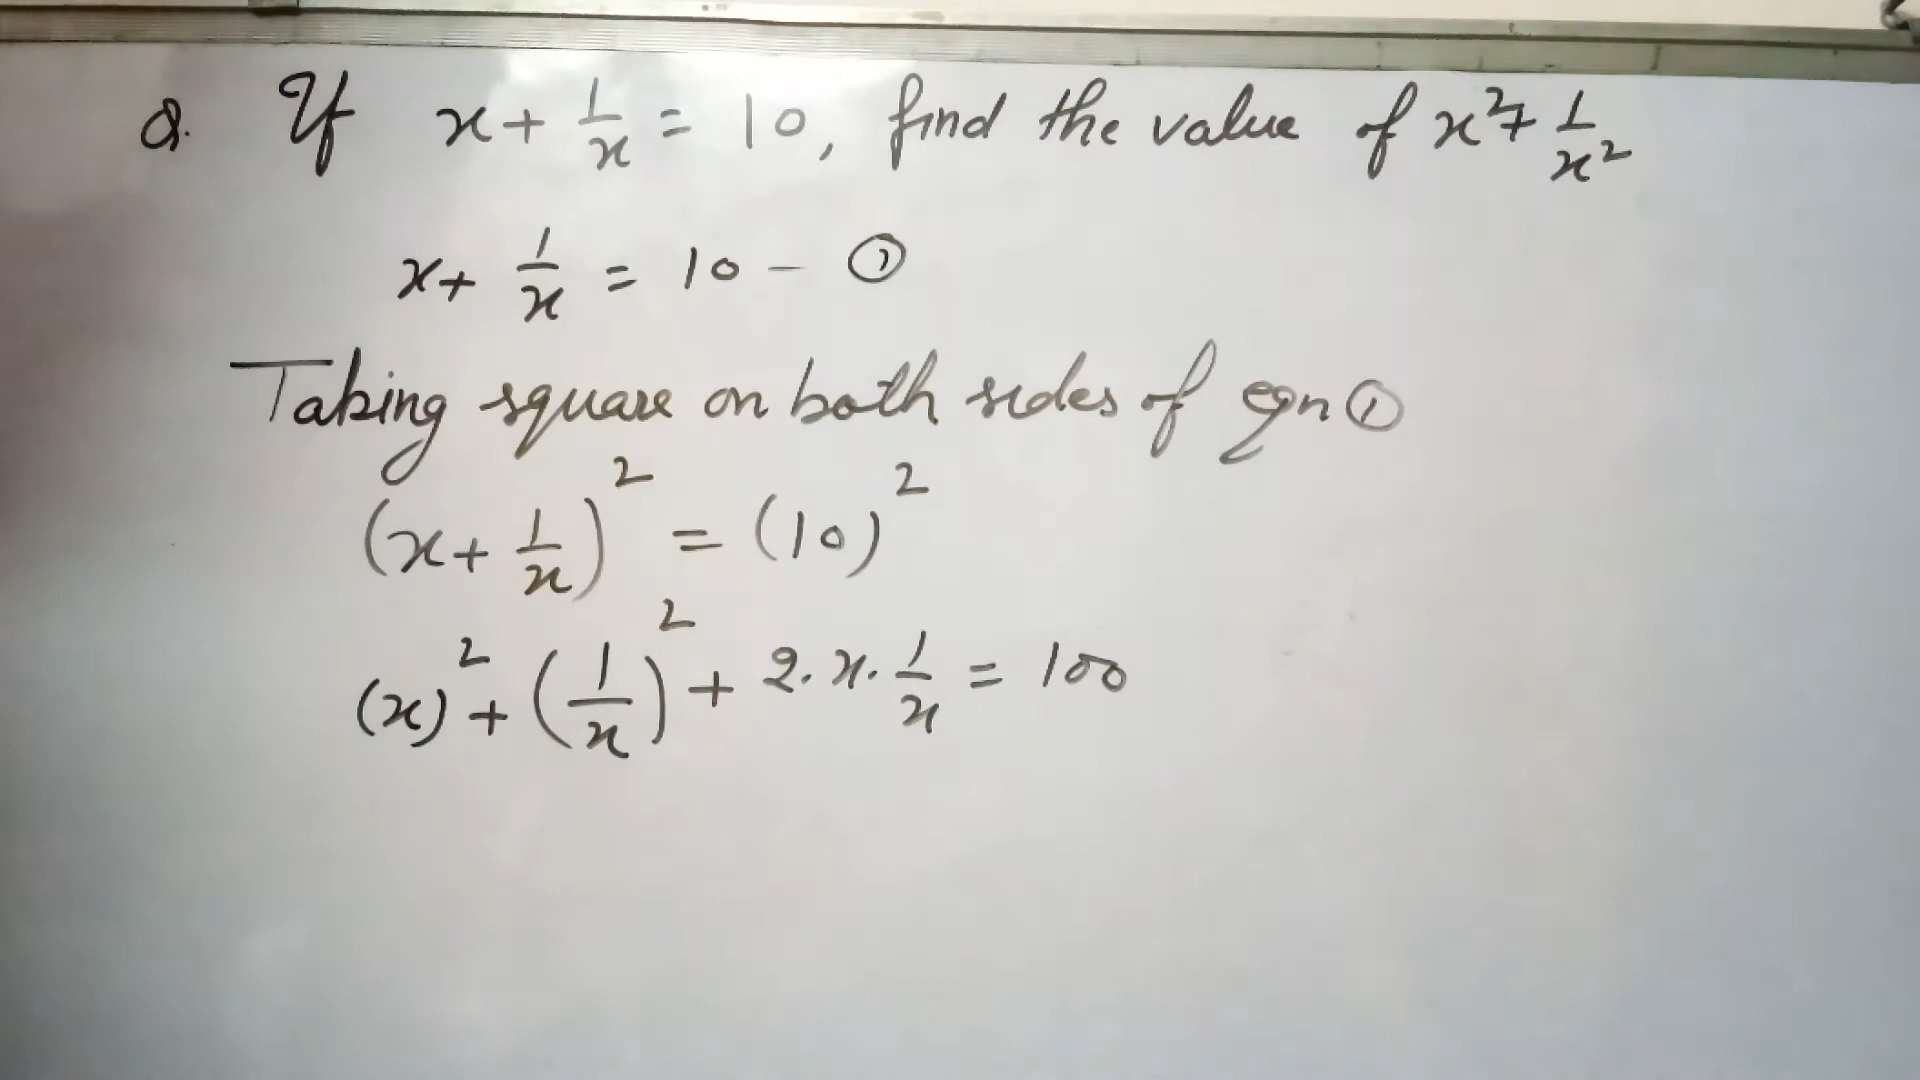 Q. If x + 1/x = 10, find the value of x² + 1/x²
x + 1/x = 10 - ①
Taking square on both sides of eqn ①
(x + 1/x)² = (10)²
(x)² + (1/x)² + 2.x.1/x = 100